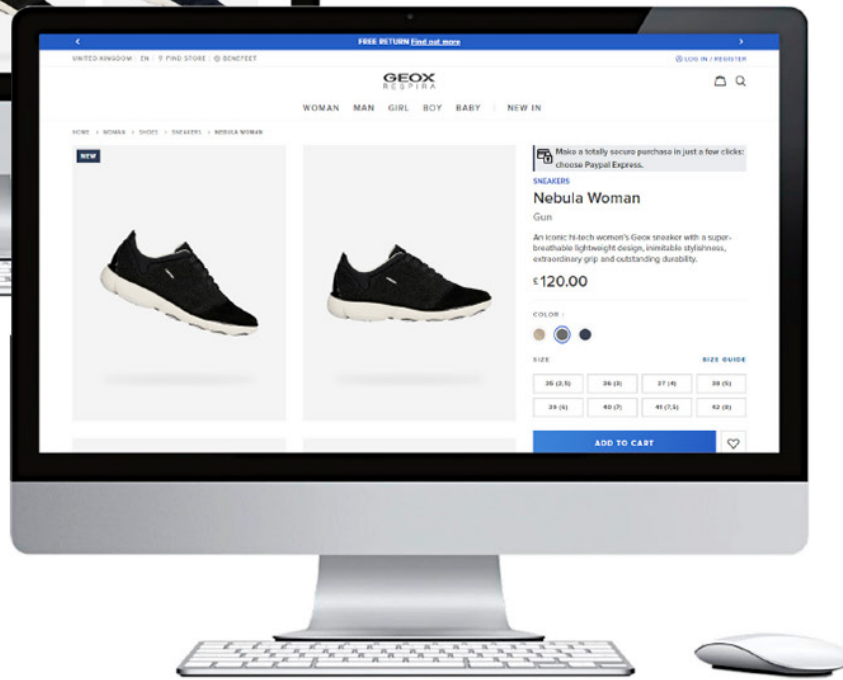 FREE RETURN Find out more
UNITED KINGDOM | EN | FIND STORE | BENEFEET
LOG IN / REGISTER
GEOX
RESPIRA
WOMAN MAN GIRL BOY BABY | NEW IN
HOME > WOMAN > SHOES > SNEAKERS > NEBULA WOMAN
NEW
Make a totally secure purchase in just a few clicks:
choose Paypal Express.
SNEAKERS
Nebula Woman
Gun
An iconic hi-tech women's Geox sneaker with a super-
breathable lightweight design, inimitable stylishness,
extraordinary grip and outstanding durability.
£120.00
COLOR :
SIZE
SIZE GUIDE
35 (2,5) 36 (3) 37 (4) 38 (5)
39 (6) 40 (7) 41 (7,5) 42 (8)
ADD TO CART